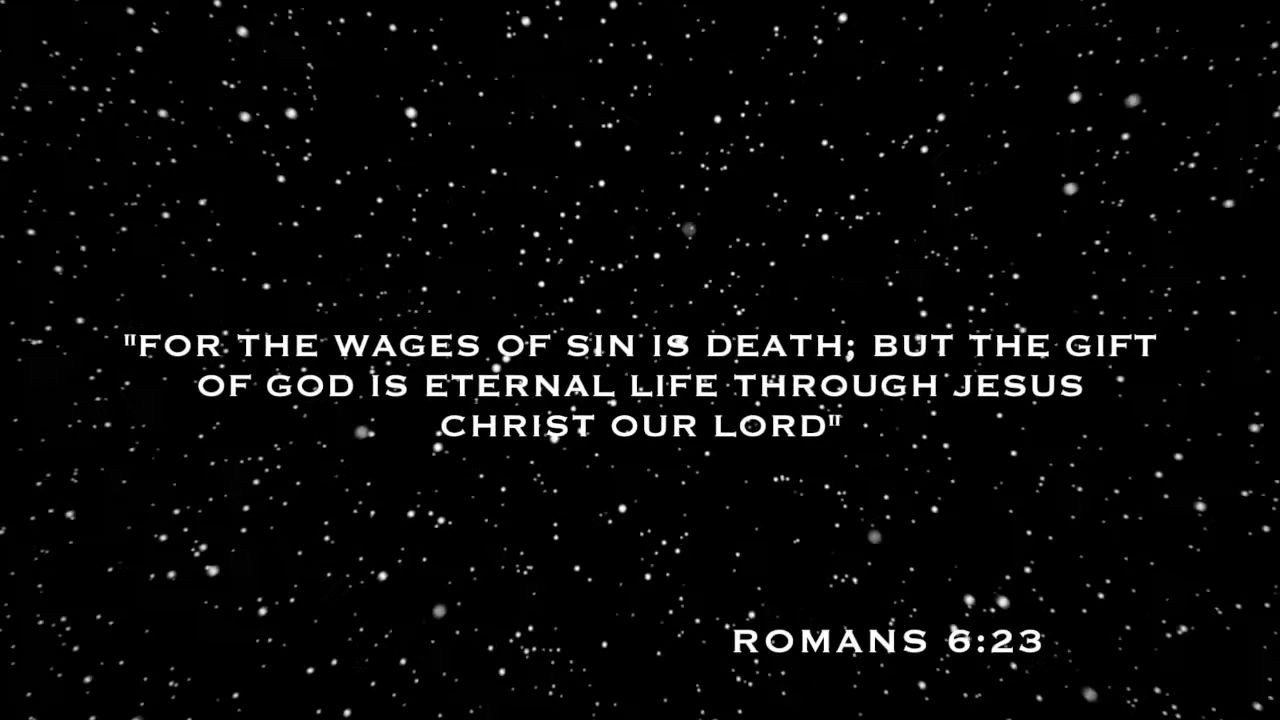 "FOR THE WAGES OF SIN IS DEATH; BUT THE GIFT
OF GOD IS ETERNAL LIFE THROUGH JESUS
CHRIST OUR LORD"
ROMANS 6:23